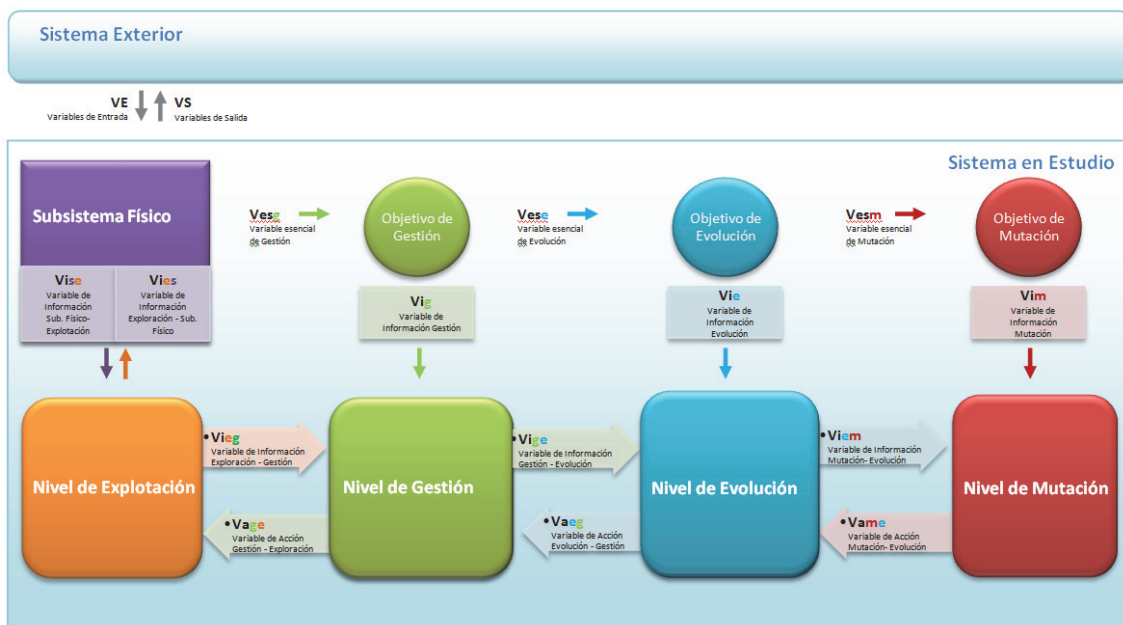 Sistema Exterior
VE
Variables de Entrada
VS
Variables de Salida
Sistema en Estudio
Subsistema Físico
Vise
Variable de
Información
Sub. Físico-
Explotación
Vies
Variable de
Información
Exploración - Sub.
Físico
Vesg
Variable esencial
de Gestión
Objetivo de
Gestión
Vig
Variable de
Información Gestión
Vese
Variable esencial
de Evolución
Objetivo de
Evolución
Vie
Variable de
Información
Evolución
Vesm
Variable esencial
de Mutación
Objetivo de
Mutación
Vim
Variable de
Información
Mutación
Nivel de Explotación
•Vieg
Variable de Información
Exploración - Gestión
•Vage
Variable de Acción
Gestión - Exploración
Nivel de Gestión
•Vige
Variable de Información
Gestión - Evolución
•Vaeg
Variable de Acción
Evolución - Gestión
Nivel de Evolución
•Viem
Variable de Información
Mutación- Evolución
•Vame
Variable de Acción
Mutación- Evolución
Nivel de Mutación